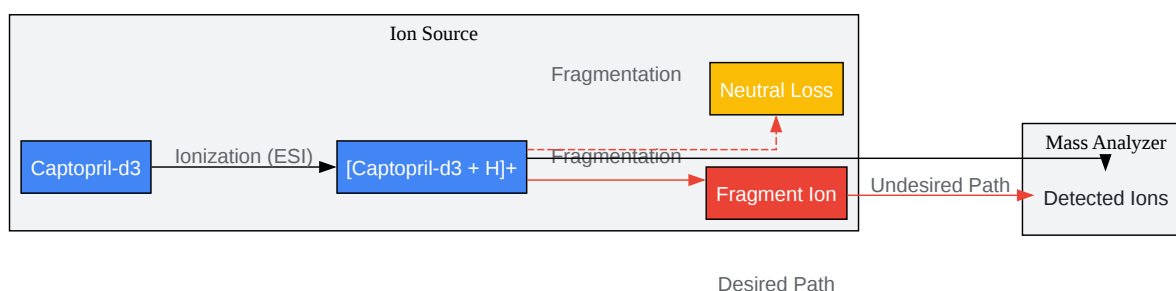 Ion Source
Fragmentation
Neutral Loss
Captopril-d3
Ionization (ESI)
[Captopril-d3 + H]+
Fragmentation
Fragment Ion
Undesired Path
Mass Analyzer
Detected Ions
Desired Path